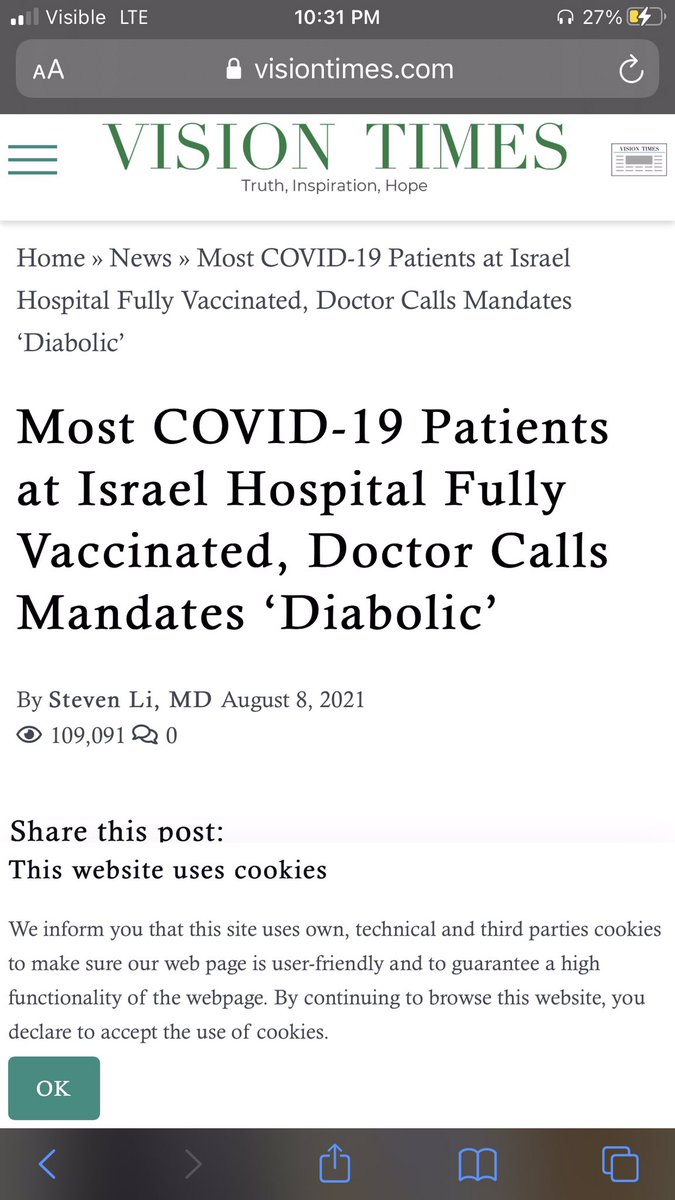 Visible LTE 10:31 PM 27%
AA visiontimes.com
VISION TIMES
Truth, Inspiration, Hope
VISION TIMES
Home » News » Most COVID-19 Patients at Israel
Hospital Fully Vaccinated, Doctor Calls Mandates
‘Diabolic’
Most COVID-19 Patients
at Israel Hospital Fully
Vaccinated, Doctor Calls
Mandates ‘Diabolic’
By Steven Li, MD August 8, 2021
109,091 0
Share this post:
This website uses cookies
We inform you that this site uses own, technical and third parties cookies
to make sure our web page is user-friendly and to guarantee a high
functionality of the webpage. By continuing to browse this website, you
declare to accept the use of cookies.
OK